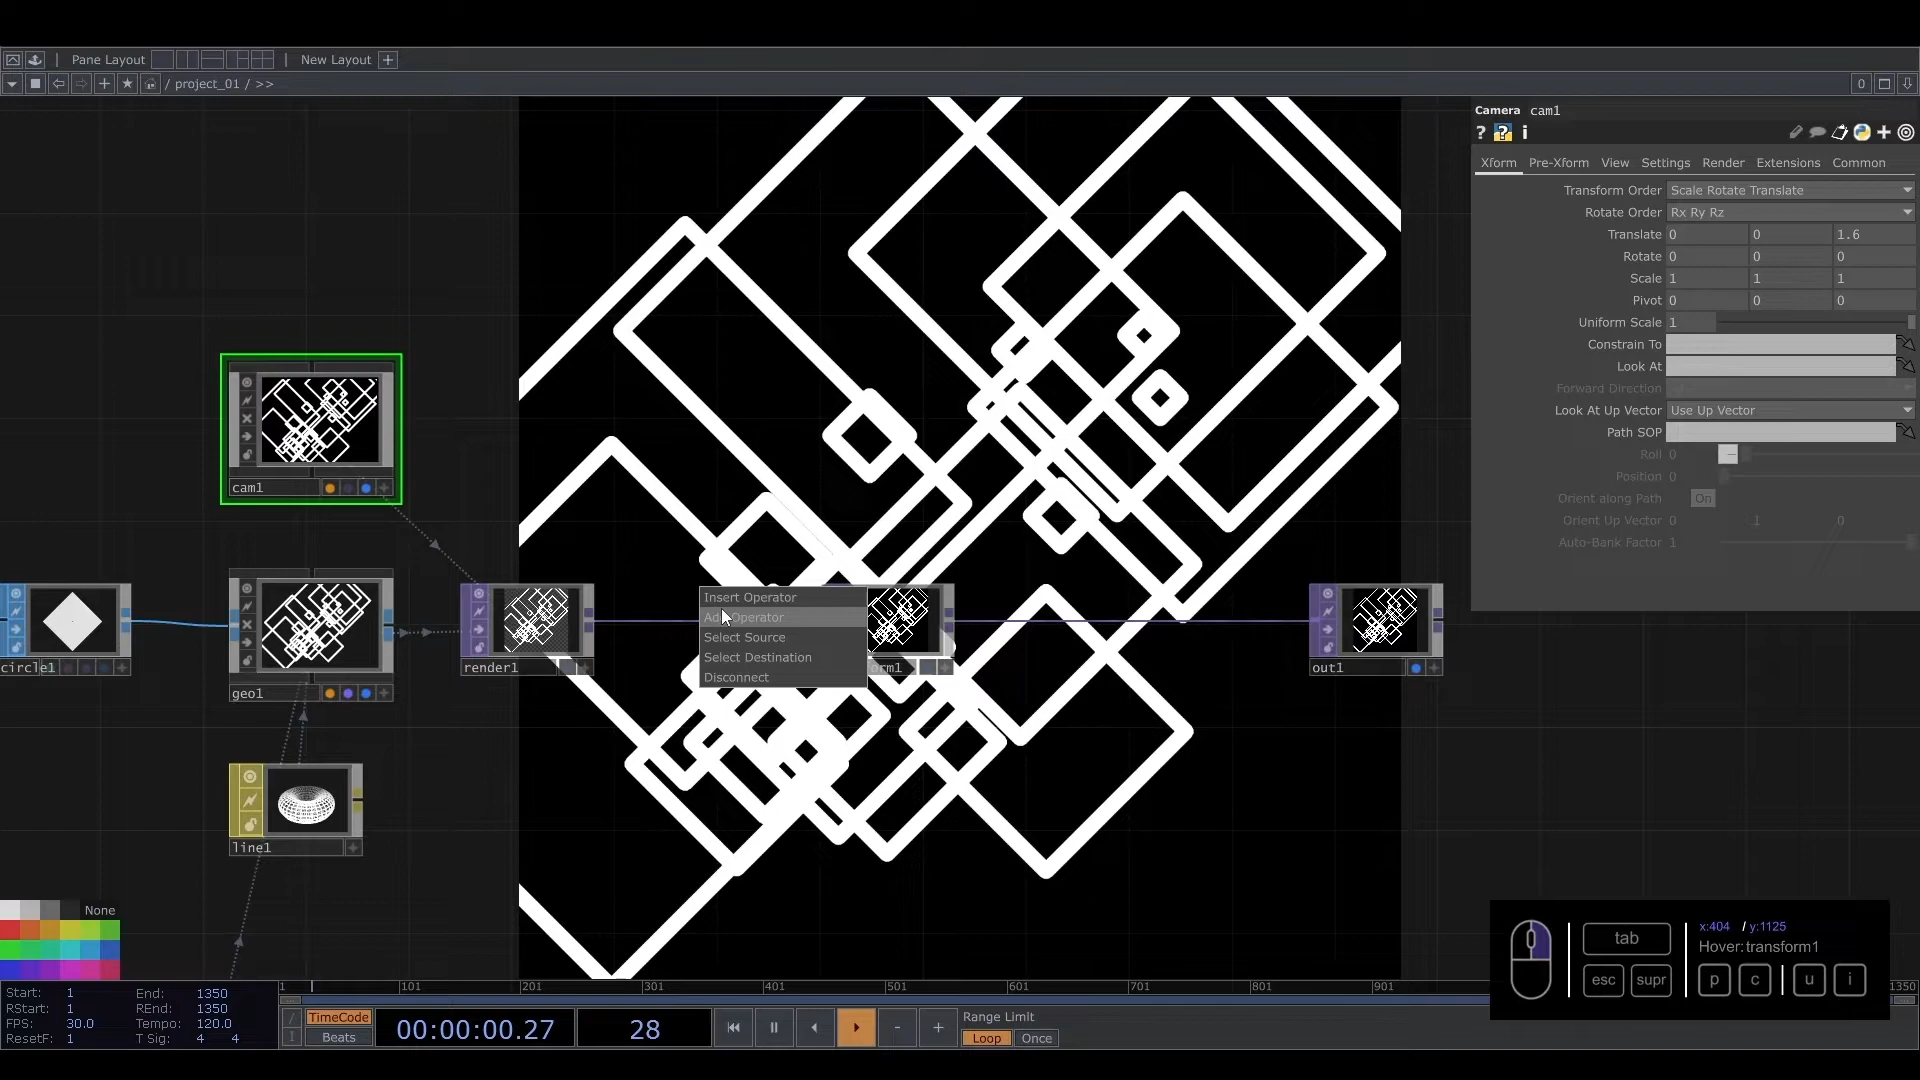 Pane Layout New Layout +
/ project_01 / >> 0
Camera cam1
? ? i
Xform Pre-Xform View Settings Render Extensions Common
Transform Order Scale Rotate Translate
Rotate Order Rx Ry Rz
Translate 0 0 1.6
Rotate 0 0 0
Scale 1 1 1
Pivot 0 0 0
Uniform Scale 1
Constrain To
Look At
Forward Direction
Look At Up Vector Use Up Vector
Path SOP
Roll 0
Position 0
Orient along Path On
Orient Up Vector 0 1 0
Auto-Bank Factor 1
cam1
Insert Operator
Add Operator
Select Source
Select Destination
Disconnect
circle1
geo1
render1
orm1
out1
line1
None
tab
esc supr
x:404 / y:1125
Hover:transform1
p c u i
Start: 1 End: 1350
RStart: 1 REnd: 1350
FPS: 30.0 Tempo: 120.0
ResetF: 1 T Sig: 4 4
1 101 201 301 401 501 601 701 801 901 1350
/ TimeCode
I Beats
00:00:00.27 28
- +
Range Limit
Loop Once